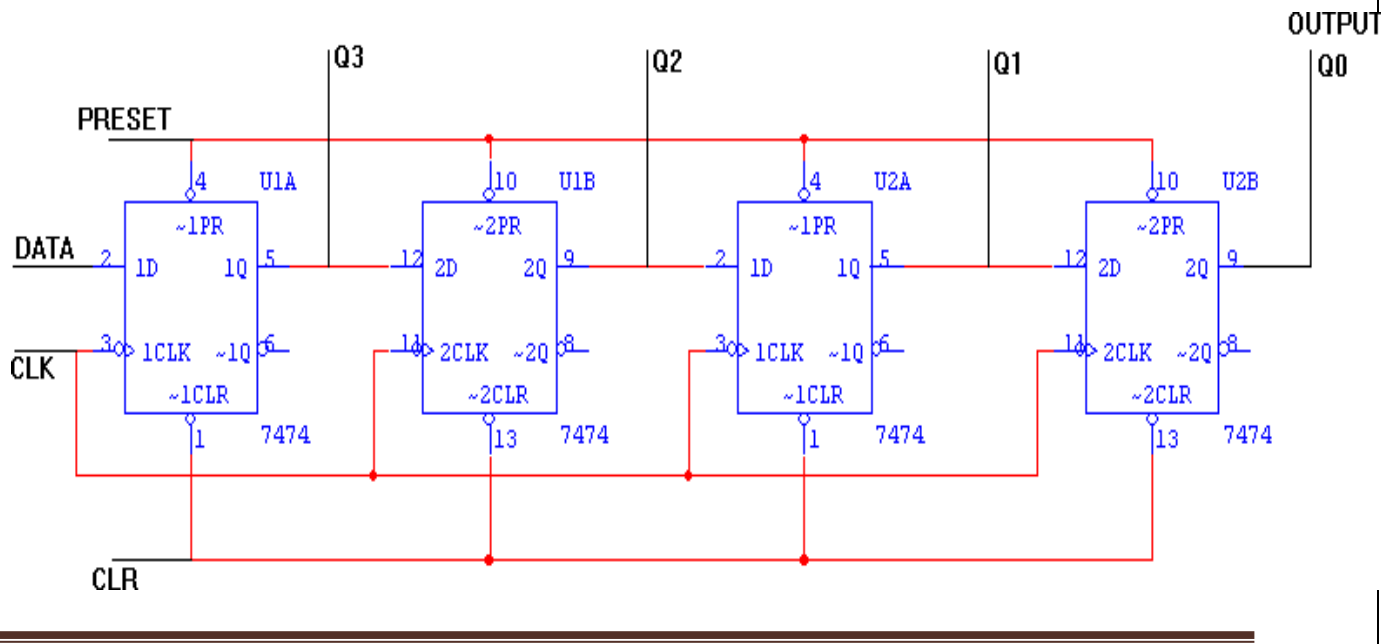 OUTPUT
Q3 Q2 Q1 Q0
PRESET
4 U1A 10 U1B 4 U2A 10 U2B
~1PR ~2PR ~1PR ~2PR
DATA 2 1D 1Q 5 12 2D 2Q 9 2 1D 1Q 5 12 2D 2Q 9
3 1CLK ~1Q 6 11 2CLK ~2Q 8 3 1CLK ~1Q 6 11 2CLK ~2Q 8
CLK
~1CLR ~2CLR ~1CLR ~2CLR
1 7474 13 7474 1 7474 13 7474
CLR